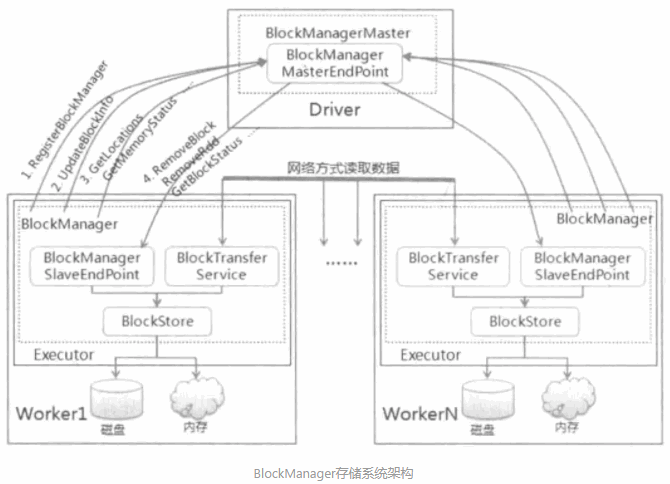 BlockManagerMaster
BlockManager
MasterEndPoint
Driver
1. RegisterBlockManager
2. UpdateBlockInfo
3. GetLocations
GetMemoryStatus ...
4. RemoveBlock
RemoveRdd
GetBlockStatus ...
网络方式读取数据
BlockManager
BlockManager
SlaveEndPoint
BlockTransfer
Service
BlockStore
Executor
Worker1
磁盘
内存
......
BlockManager
BlockTransfer
Service
BlockManager
SlaveEndPoint
BlockStore
Executor
WorkerN
磁盘
内存
BlockManager存储系统架构